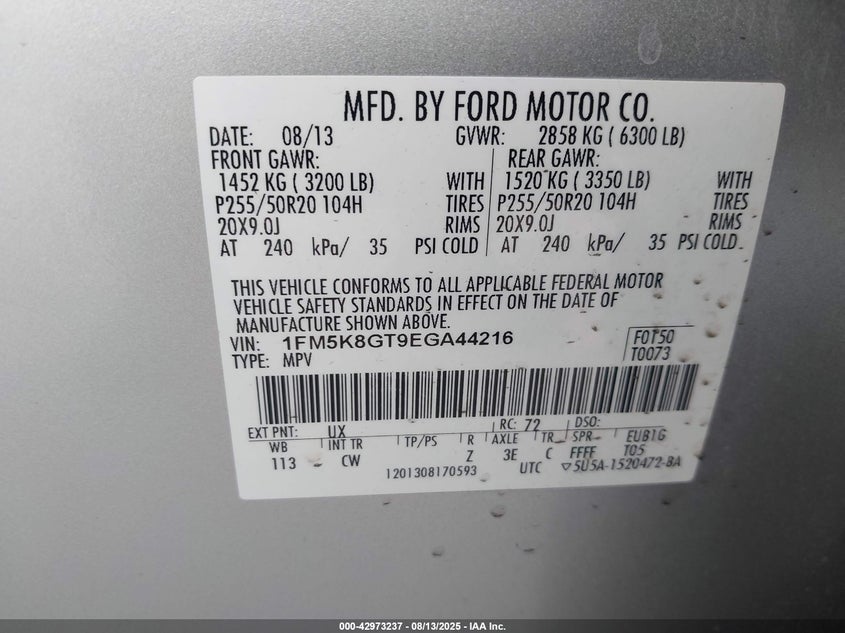 MFD. BY FORD MOTOR CO.
DATE: 08/13 GVWR: 2858 KG ( 6300 LB)
FRONT GAWR: REAR GAWR:
1452 KG ( 3200 LB) WITH 1520 KG ( 3350 LB) WITH
P255/50R20 104H TIRES P255/50R20 104H TIRES
20X9.0J RIMS 20X9.0J RIMS
AT 240 kPa/ 35 PSI COLD AT 240 kPa/ 35 PSI COLD
THIS VEHICLE CONFORMS TO ALL APPLICABLE FEDERAL MOTOR
VEHICLE SAFETY STANDARDS IN EFFECT ON THE DATE OF
MANUFACTURE SHOWN ABOVE.
VIN: 1FM5K8GT9EGA44216 F0T50
TYPE: MPV T0073
EXT PNT: UX RC: 72 DSO:
WB INT TR TP/PS R AXLE TR SPR EUB1G
113 CW Z 3E C FFFF T05
1201308170593 UTC ▽5U5A-1520472-BA
000-42973237 - 08/13/2025 - IAA Inc.